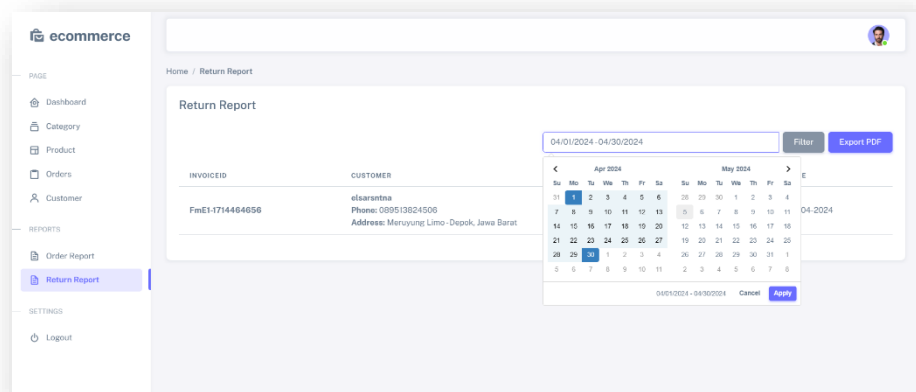 ecommerce
PAGE
Dashboard
Category
Product
Orders
Customer
REPORTS
Order Report
Return Report
SETTINGS
Logout
Home / Return Report
Return Report
04/01/2024 - 04/30/2024
Filter
Export PDF
INVOICEID CUSTOMER E
FmE1-1714464656
elsarsntna
Phone: 089513824506
Address: Meruyung Limo - Depok, Jawa Barat
04-2024
Apr 2024
Su Mo Tu We Th Fr Sa
31 1 2 3 4 5 6
7 8 9 10 11 12 13
14 15 16 17 18 19 20
21 22 23 24 25 26 27
28 29 30 1 2 3 4
5 6 7 8 9 10 11
May 2024
Su Mo Tu We Th Fr Sa
28 29 30 1 2 3 4
5 6 7 8 9 10 11
12 13 14 15 16 17 18
19 20 21 22 23 24 25
26 27 28 29 30 31 1
2 3 4 5 6 7 8
04/01/2024 - 04/30/2024 Cancel Apply